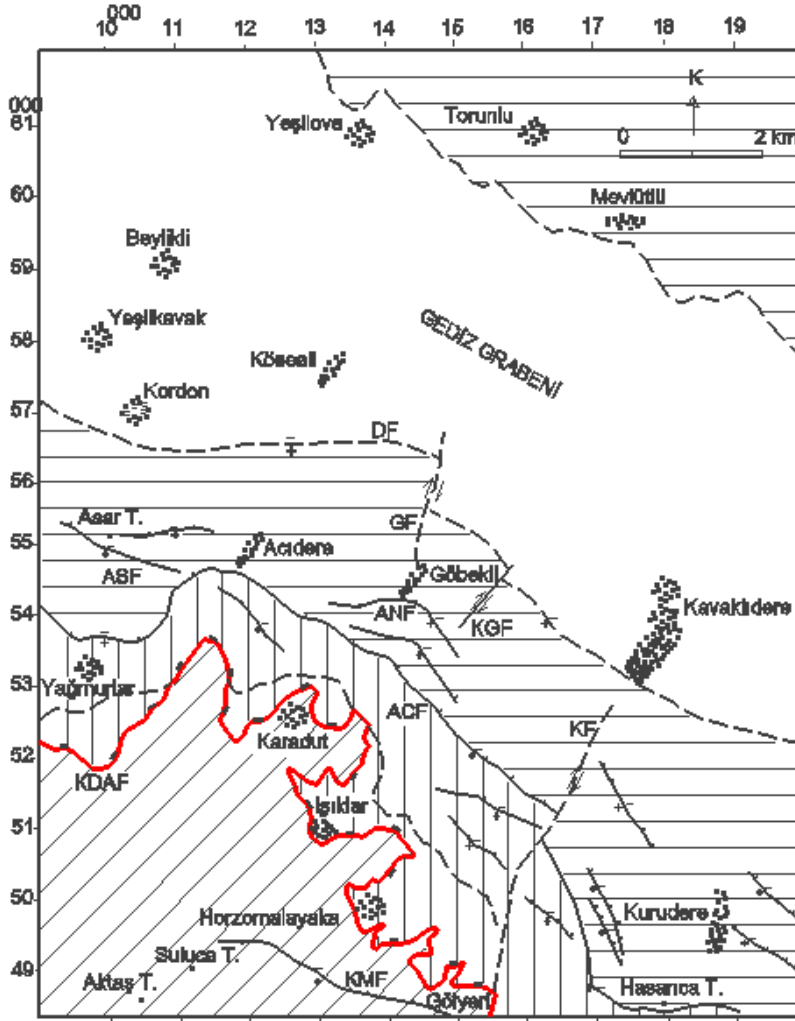 000
10 11 12 13 14 15 16 17 18 19
000
61
60
59
58
57
56
55
54
53
52
51
50
49
K
0 2 km
Yeşilova
Torunlu
Mevlütlü
Beylikli
Yeşilkavak
Köseali
Kordon
GEDİZ GRABENİ
DF
GF
Asar T.
Acıdere
ASF
Göbekli
ANF
KGF
Kavaklıdere
Yağmurlar
Karadut
ACF
KF
KDAF
Işıklar
Horzomalayaka
Kurudere
Suluca T.
Aktaş T.
KMF
Gölyeri
Hasanca T.